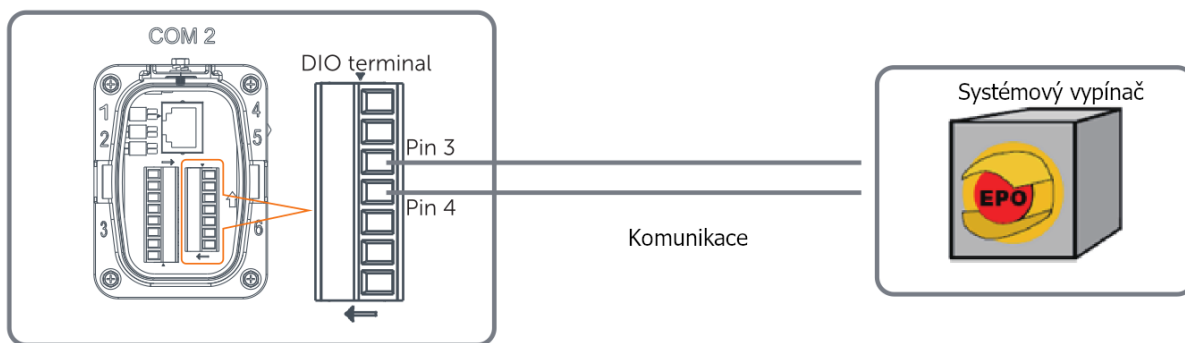 COM 2
DIO terminal
1
2
3
4
5
6
Pin 3
Pin 4
Komunikace
Systémový vypínač
EPO